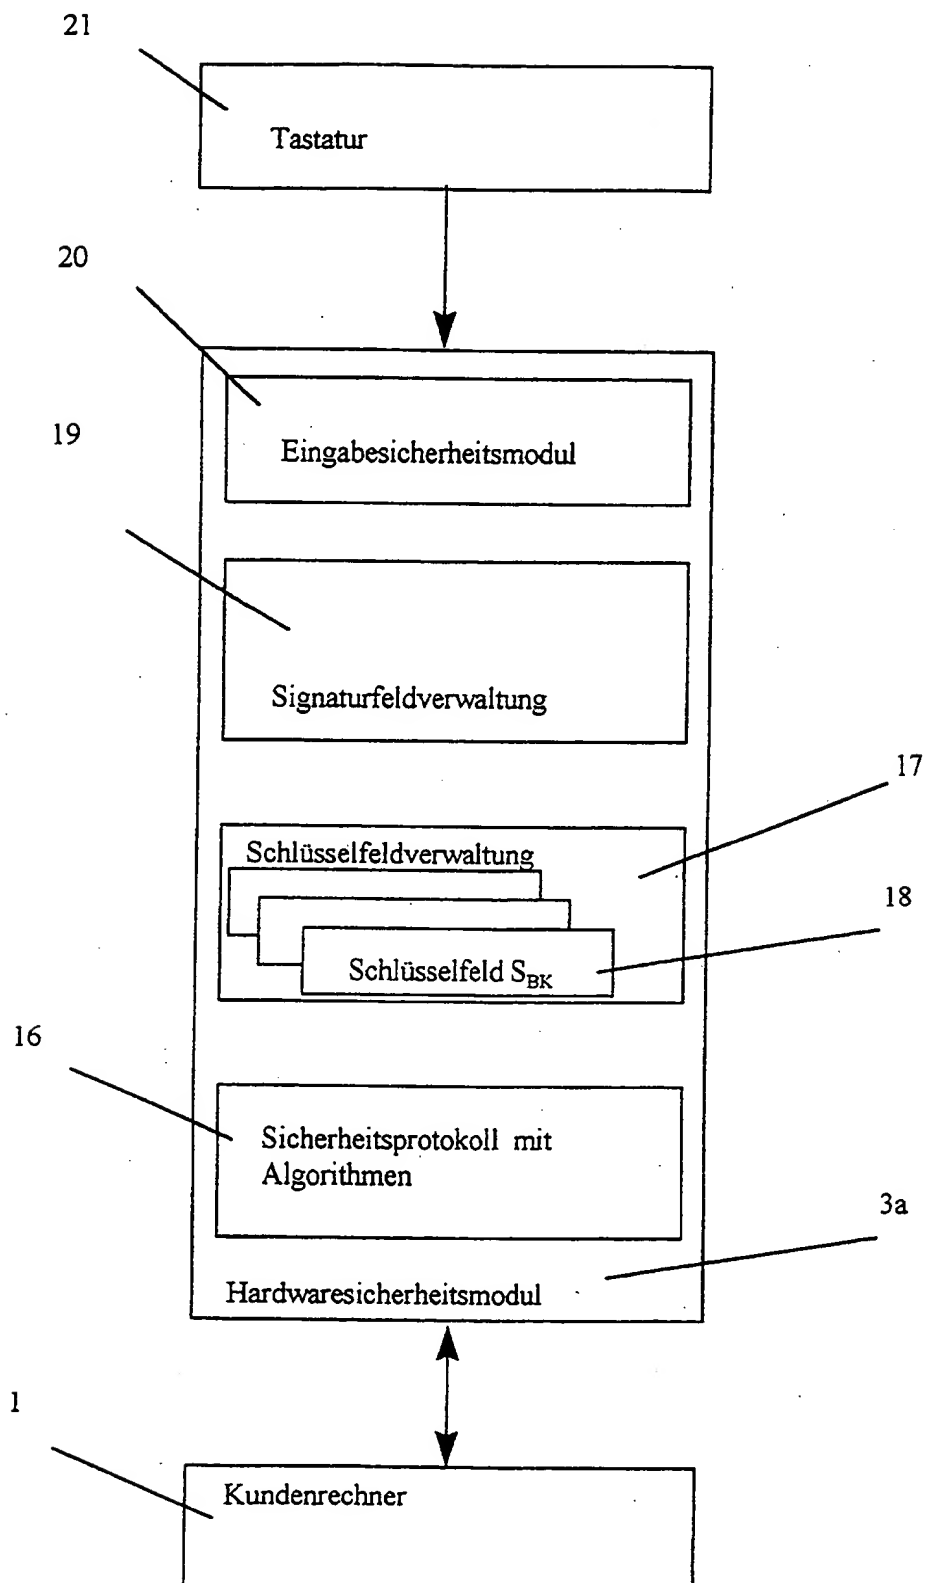 21
Tastatur
20
Eingabesicherheitsmodul
19
Signaturfeldverwaltung
17
Schlüsselfeldverwaltung
18
Schlüsselfeld S_BK
16
Sicherheitsprotokoll mit
Algorithmen
3a
Hardwaresicherheitsmodul
1
Kundenrechner